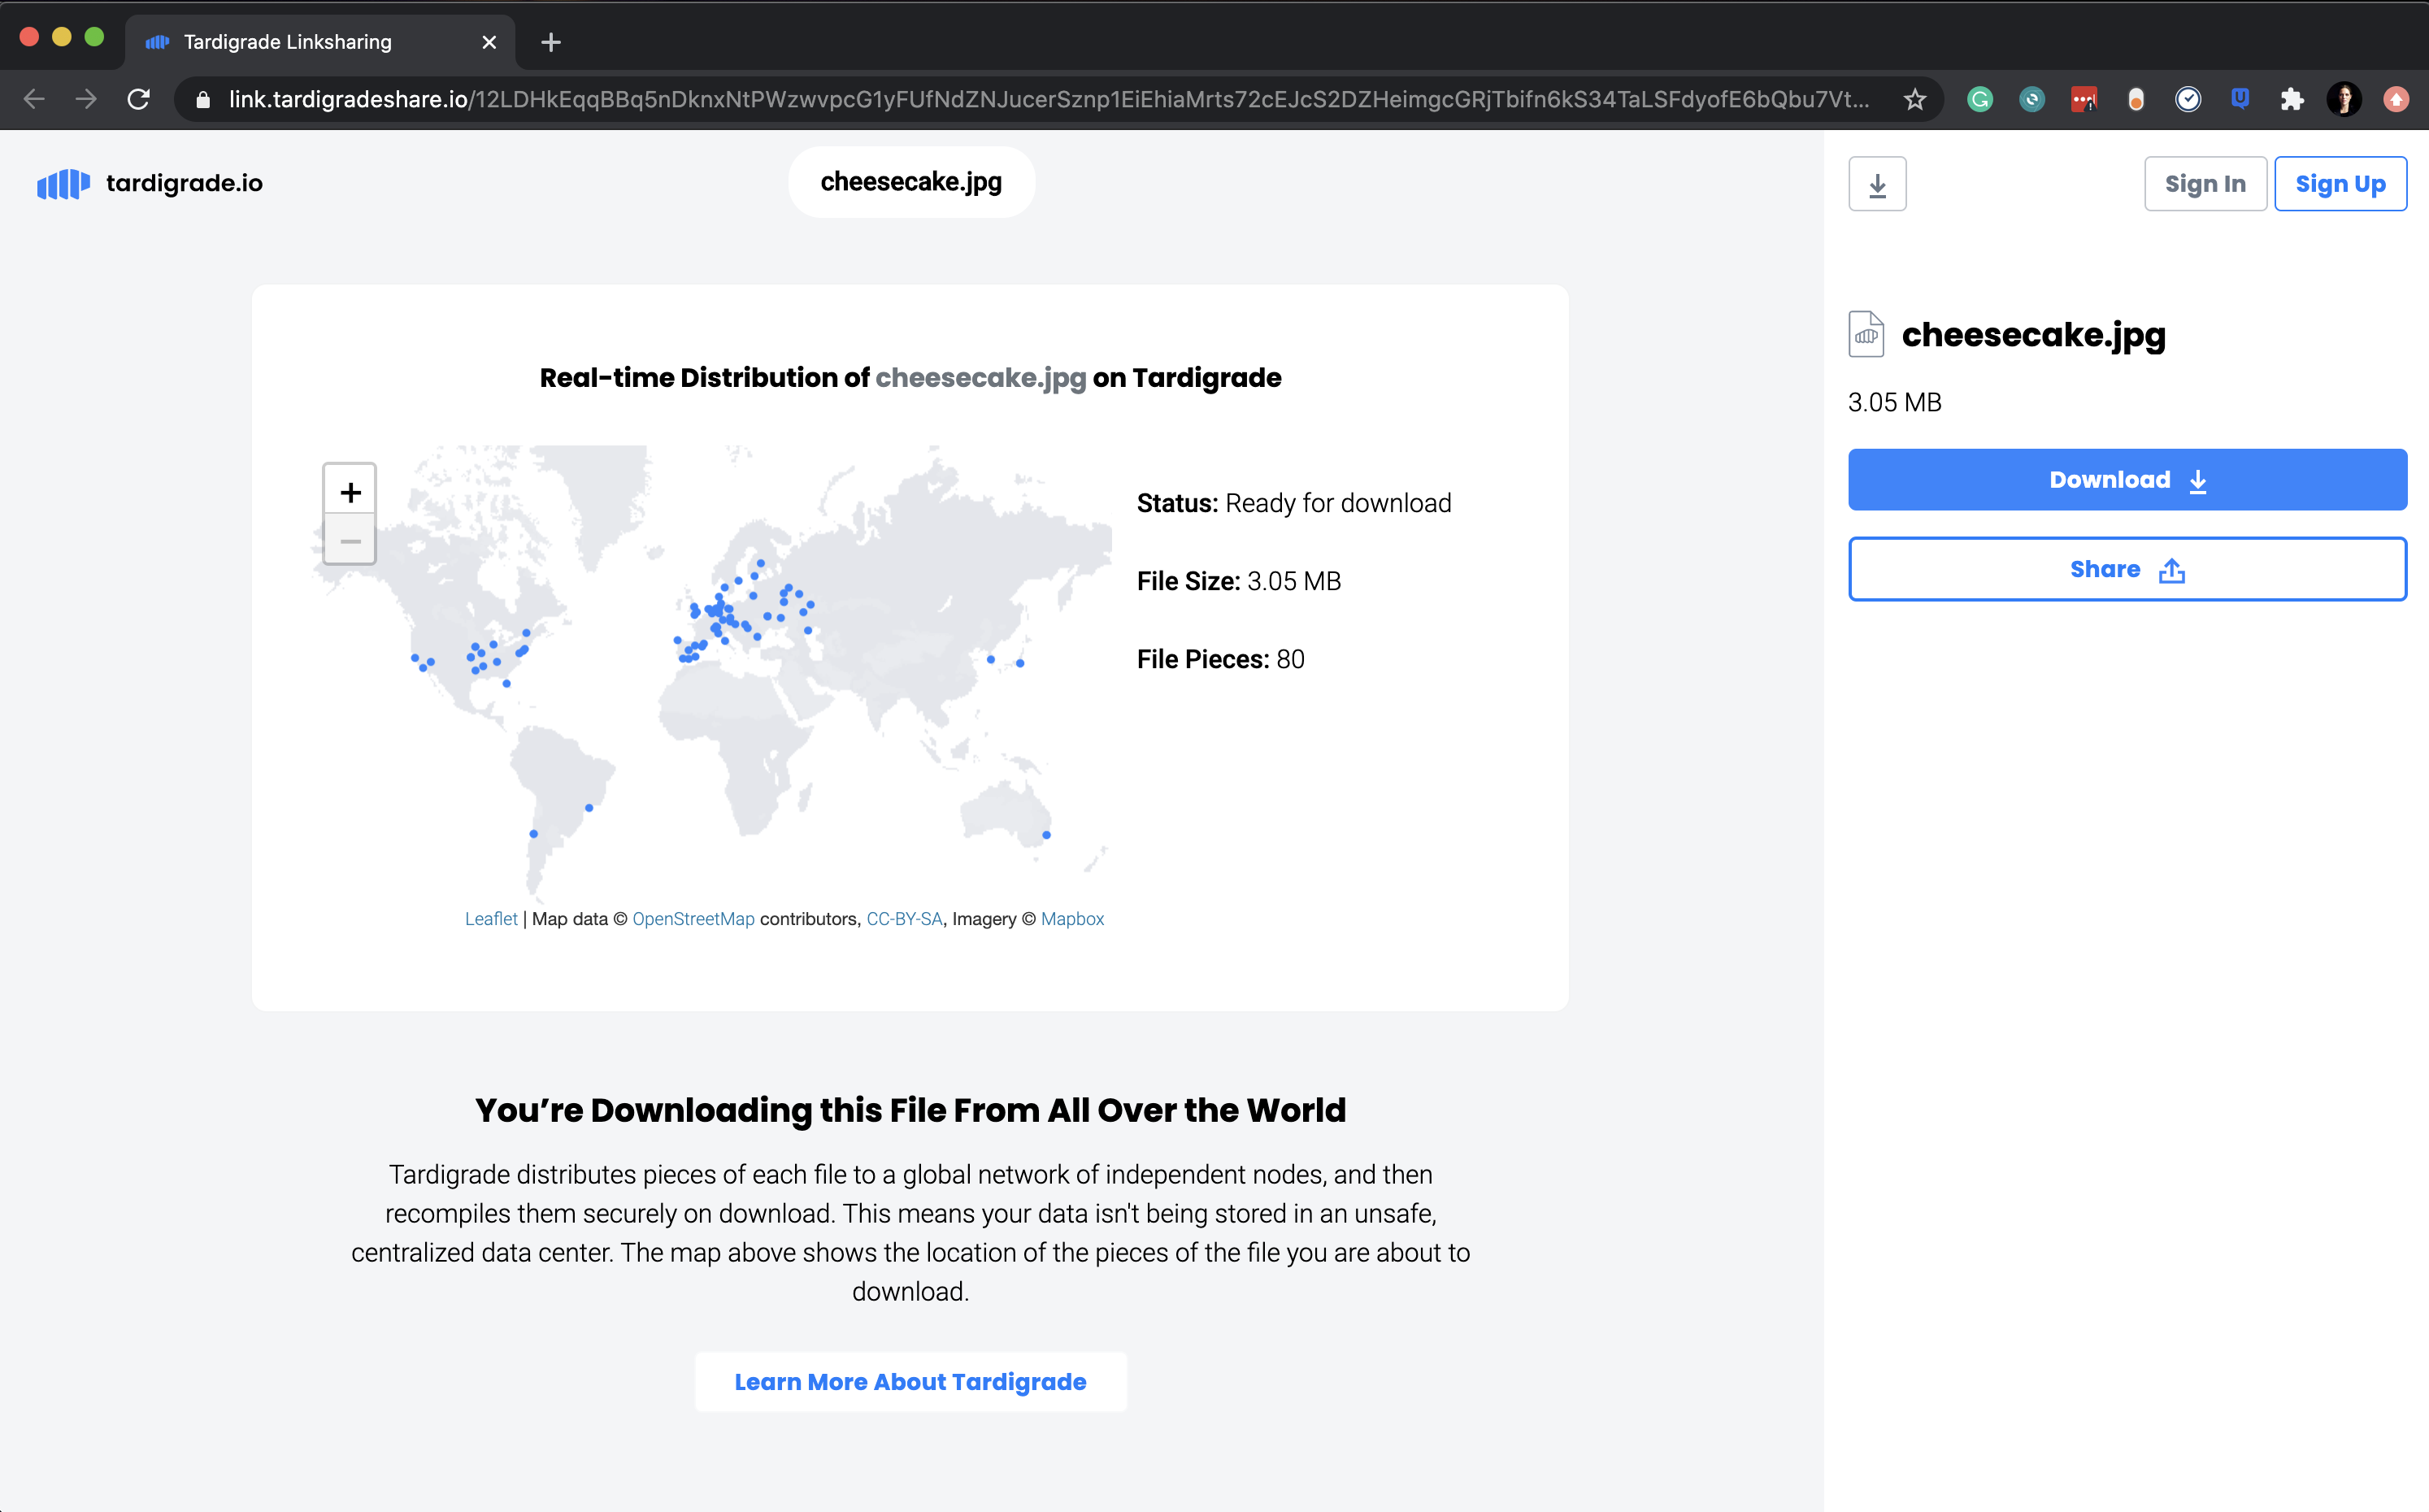 Tardigrade Linksharing
link.tardigradeshare.io/12LDHkEqqBBq5nDknxNtPWzwvpcG1yFUfNdZNJucerSznp1EiEhiaMrts72cEJcS2DZHeimgcGRjTbifn6kS34TaLSFdyofE6bQbu7Vt...
tardigrade.io
cheesecake.jpg
Sign In
Sign Up
Real-time Distribution of cheesecake.jpg on Tardigrade
+
−
Status: Ready for download
File Size: 3.05 MB
File Pieces: 80
Leaflet | Map data © OpenStreetMap contributors, CC-BY-SA, Imagery © Mapbox
You’re Downloading this File From All Over the World
Tardigrade distributes pieces of each file to a global network of independent nodes, and then
recompiles them securely on download. This means your data isn't being stored in an unsafe,
centralized data center. The map above shows the location of the pieces of the file you are about to
download.
Learn More About Tardigrade
cheesecake.jpg
3.05 MB
Download
Share